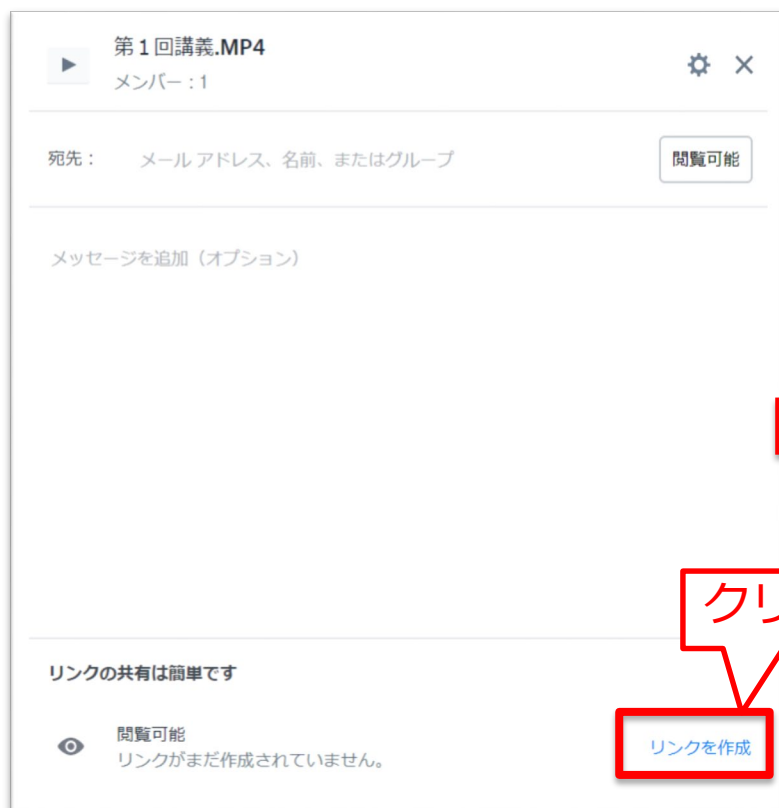 第1回講義.MP4
メンバー：1
宛先：
メール アドレス、名前、またはグループ
閲覧可能
メッセージを追加（オプション）
クリ
リンクの共有は簡単です
閲覧可能
リンクがまだ作成されていません。
リンクを作成